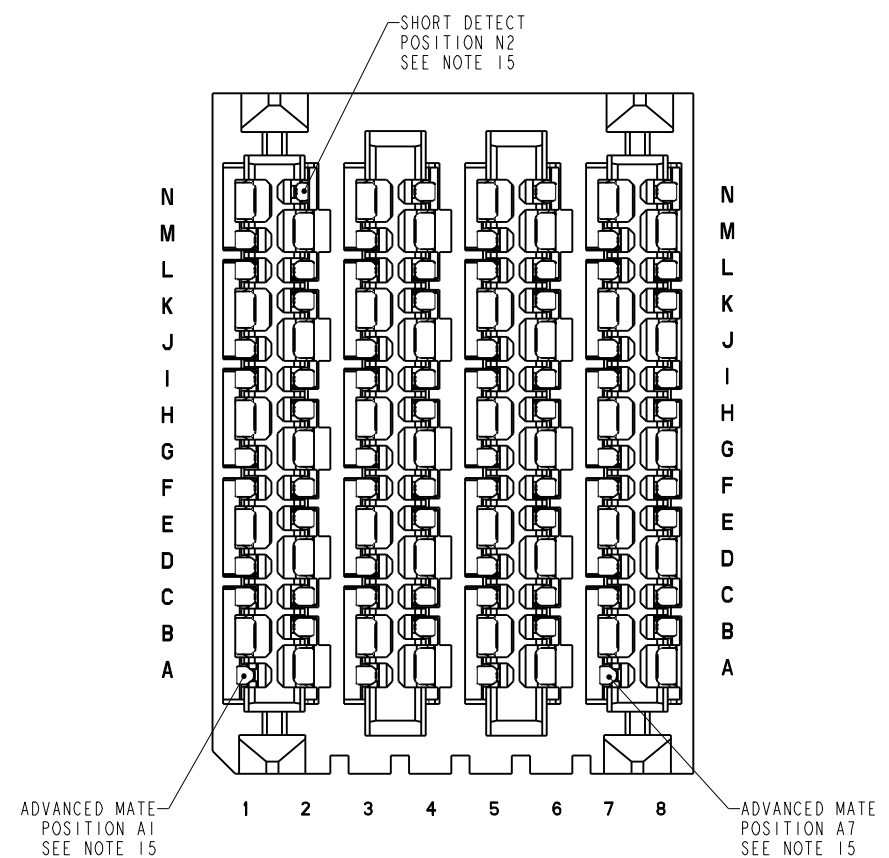 SHORT DETECT
POSITION N2
SEE NOTE 15
N N
M M
L L
K K
J J
I I
H H
G G
F F
E E
D D
C C
B B
A A
1 2 3 4 5 6 7 8
ADVANCED MATE
POSITION A1
SEE NOTE 15
ADVANCED MATE
POSITION A7
SEE NOTE 15